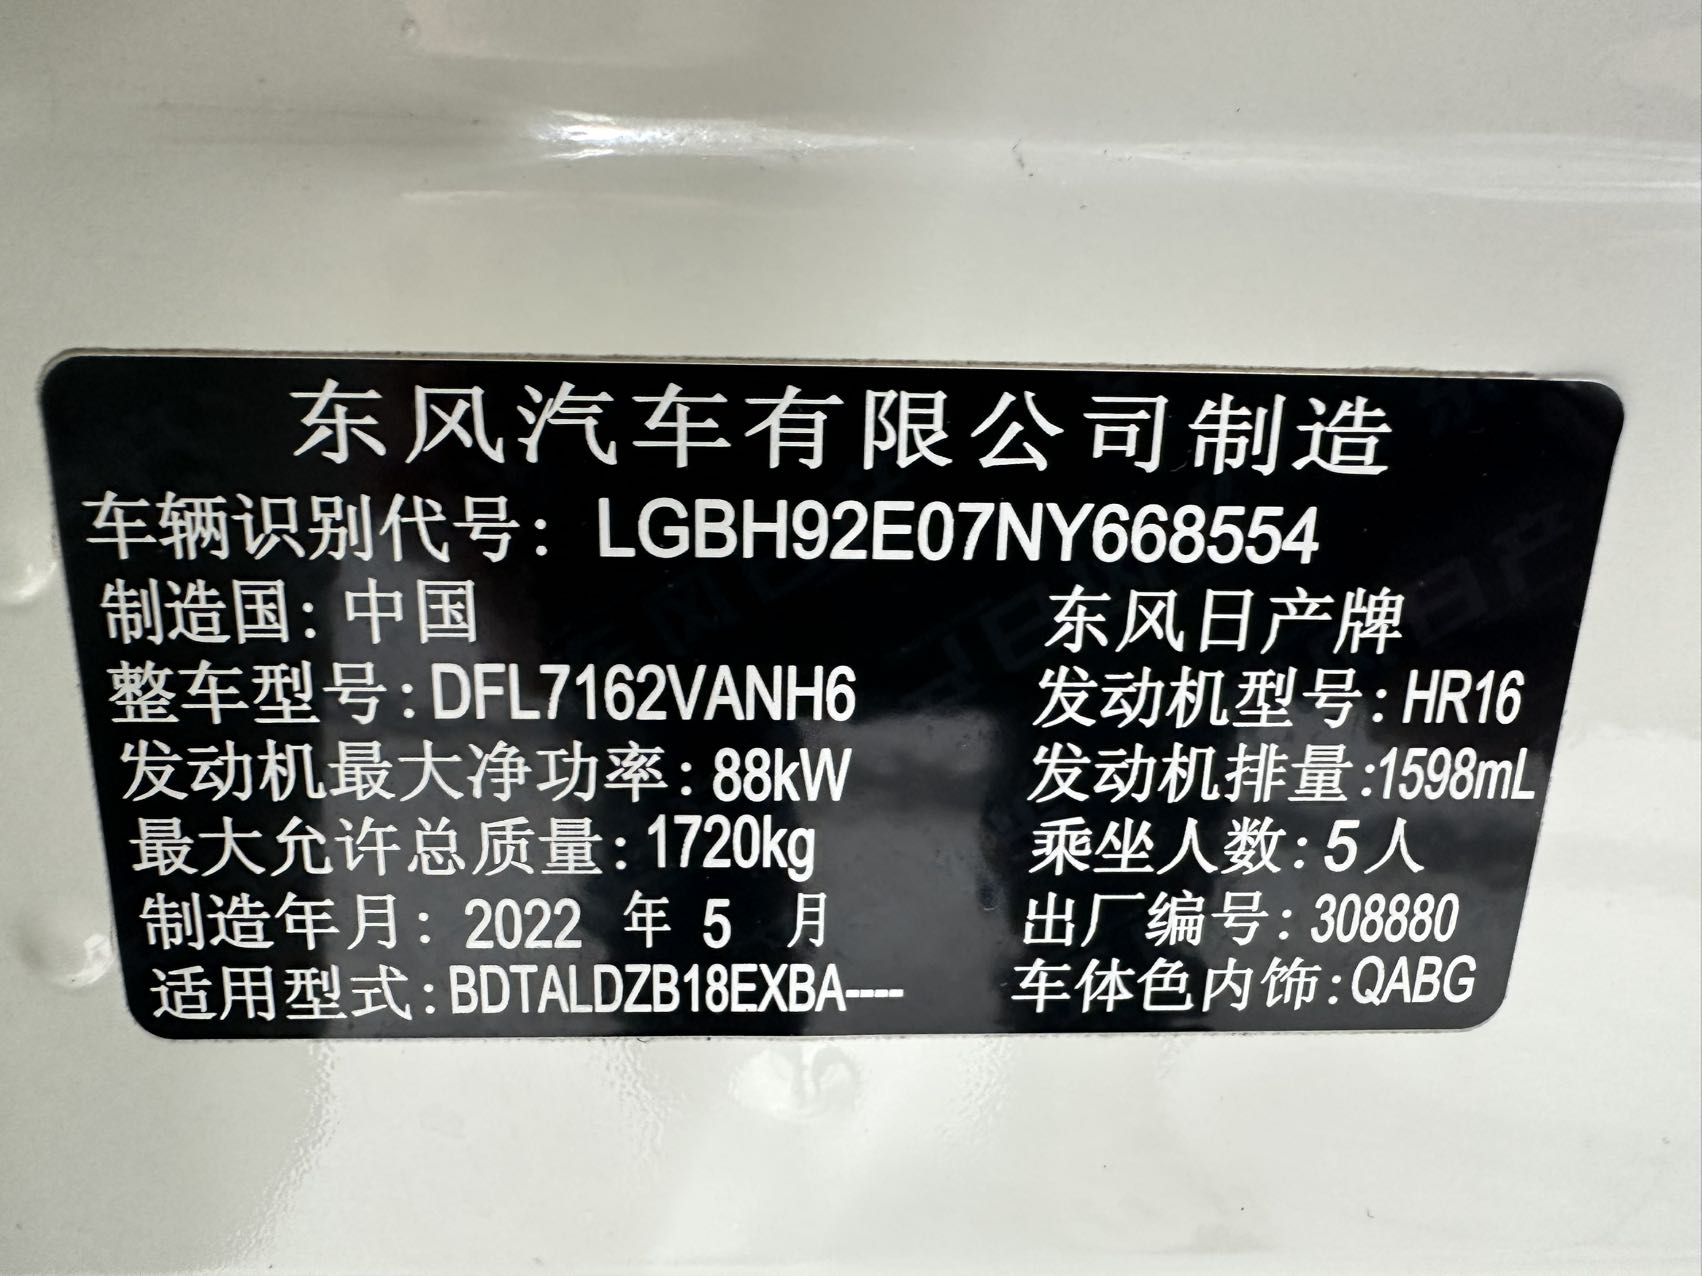 东风汽车有限公司制造
车辆识别代号：LGBH92E07NY668554
制造国：中国 东风日产牌
整车型号：DFL7162VANH6 发动机型号：HR16
发动机最大净功率：88kW 发动机排量：1598mL
最大允许总质量：1720kg 乘坐人数：5人
制造年月：2022 年 5 月 出厂编号：308880
适用型式：BDTALDZB18EXBA---- 车体色内饰：QABG